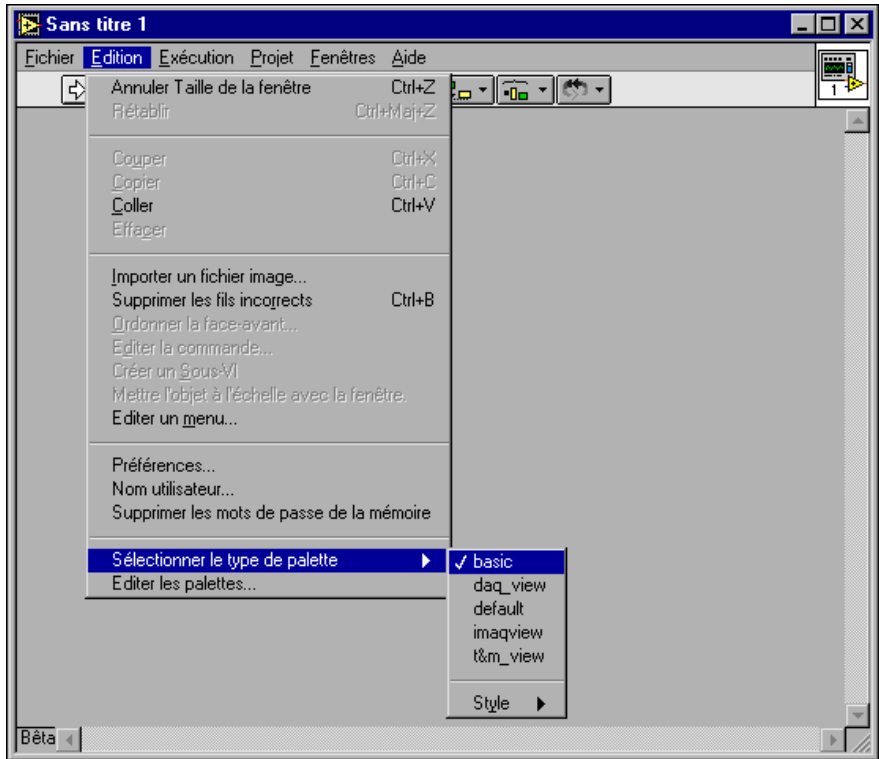 Sans titre 1
Fichier Edition Exécution Projet Fenêtres Aide
1
Annuler Taille de la fenêtre Ctrl+Z
Rétablir Ctrl+Maj+Z
Couper Ctrl+X
Copier Ctrl+C
Coller Ctrl+V
Effacer
Importer un fichier image...
Supprimer les fils incorrects Ctrl+B
Ordonner la face-avant...
Editer la commande...
Créer un Sous-VI
Mettre l'objet à l'échelle avec la fenêtre.
Editer un menu...
Préférences...
Nom utilisateur...
Supprimer les mots de passe de la mémoire
Sélectionner le type de palette
Editer les palettes...
✓ basic
daq_view
default
imaqview
t&m_view
Style
Bêta